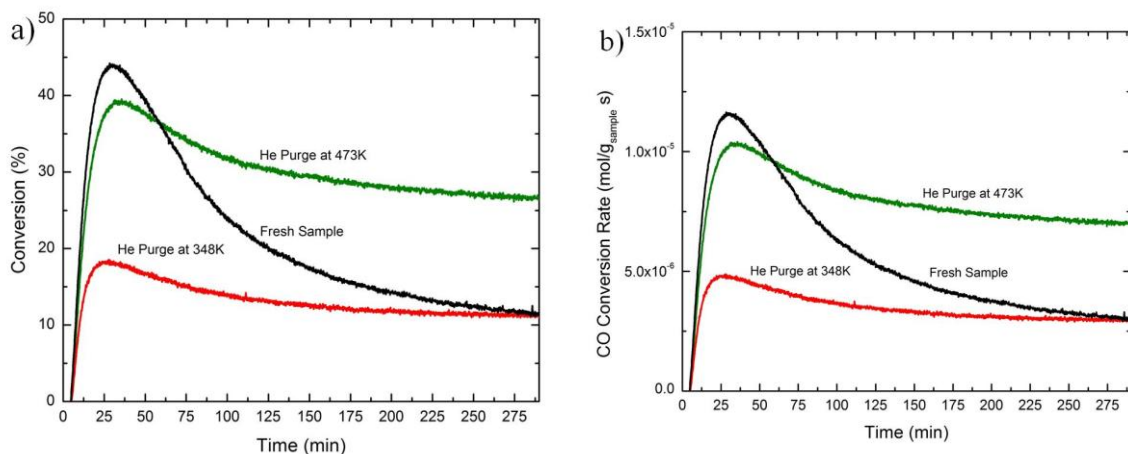 a)
Conversion (%)
50
40
30
20
10
0
He Purge at 473K
Fresh Sample
He Purge at 348K
0 25 50 75 100 125 150 175 200 225 250 275
Time (min)
b)
CO Conversion Rate (mol/gsample s)
1.5x10-5
1.0x10-5
5.0x10-6
0.0
He Purge at 473K
Fresh Sample
He Purge at 348K
0 25 50 75 100 125 150 175 200 225 250 275
Time (min)